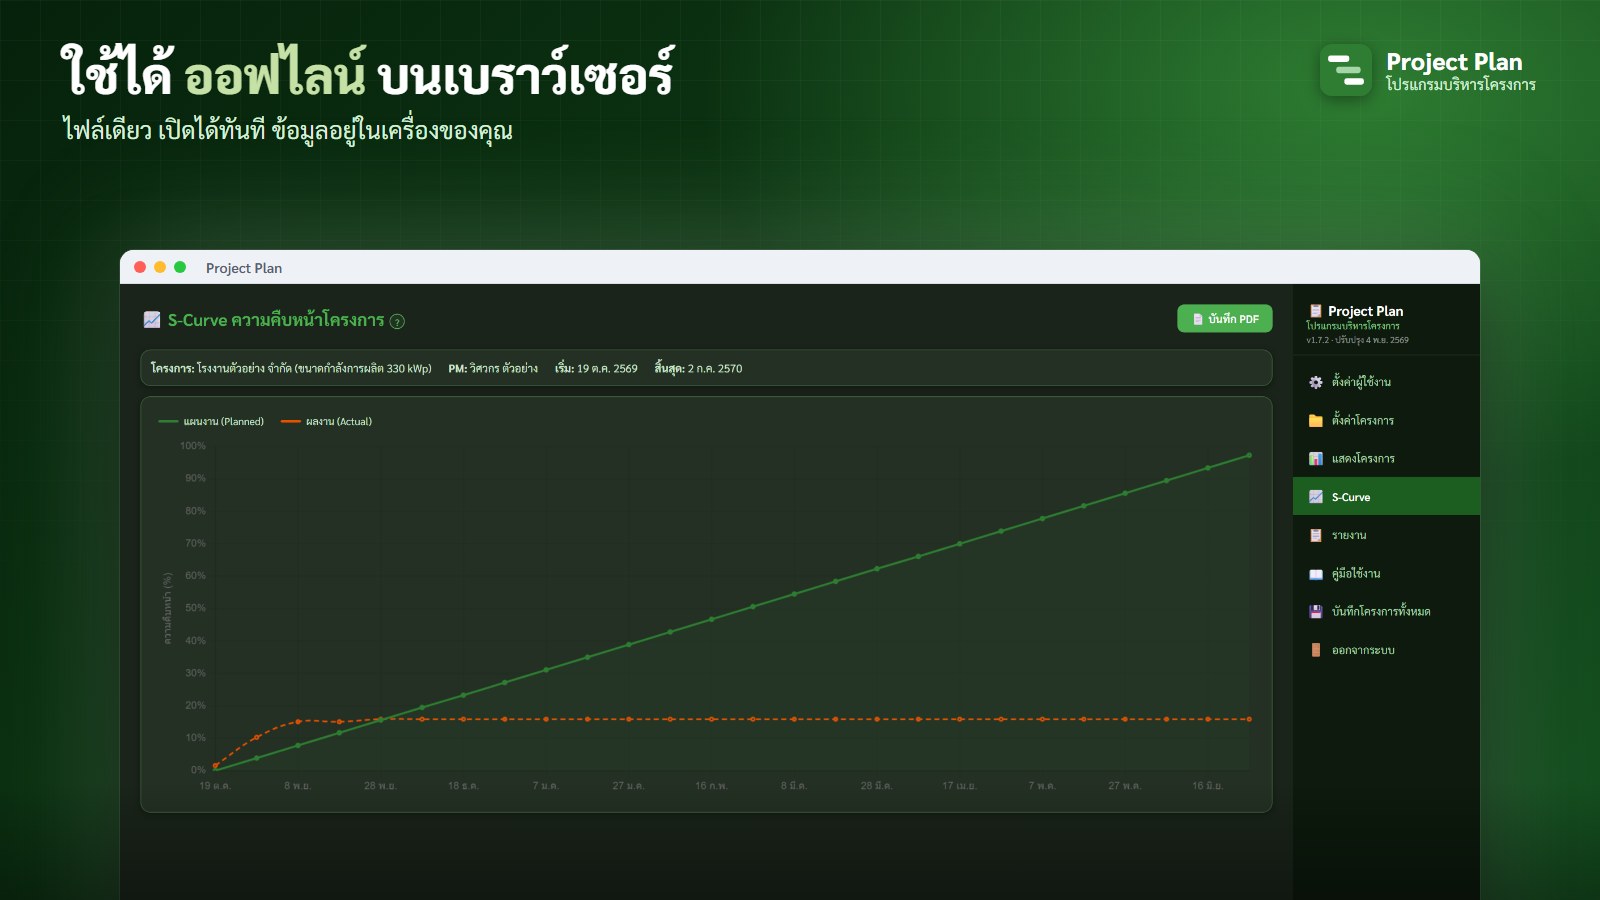 ใช้ได้ ออฟไลน์ บนเบราว์เซอร์
ไฟล์เดียว เปิดได้ทันที ข้อมูลอยู่ในเครื่องของคุณ
Project Plan
โปรแกรมบริหารโครงการ
Project Plan
S-Curve ความคืบหน้าโครงการ ?
บันทึก PDF
โครงการ: โรงงานตัวอย่าง จำกัด (ขนาดกำลังการผลิต 330 kWp) PM: วิศวกร ตัวอย่าง เริ่ม: 19 ต.ค. 2569 สิ้นสุด: 2 ก.ค. 2570
แผนงาน (Planned) ผลงาน (Actual)
ความคืบหน้า (%)
100%
90%
80%
70%
60%
50%
40%
30%
20%
10%
0%
19 ต.ค. 8 พ.ย. 28 พ.ย. 18 ธ.ค. 7 ม.ค. 27 ม.ค. 16 ก.พ. 8 มี.ค. 28 มี.ค. 17 เม.ย. 7 พ.ค. 27 พ.ค. 16 มิ.ย.
Project Plan
โปรแกรมบริหารโครงการ
v1.7.2 · ปรับปรุง 4 พ.ย. 2569
ตั้งค่าผู้ใช้งาน
ตั้งค่าโครงการ
แสดงโครงการ
S-Curve
รายงาน
คู่มือใช้งาน
บันทึกโครงการทั้งหมด
ออกจากระบบ